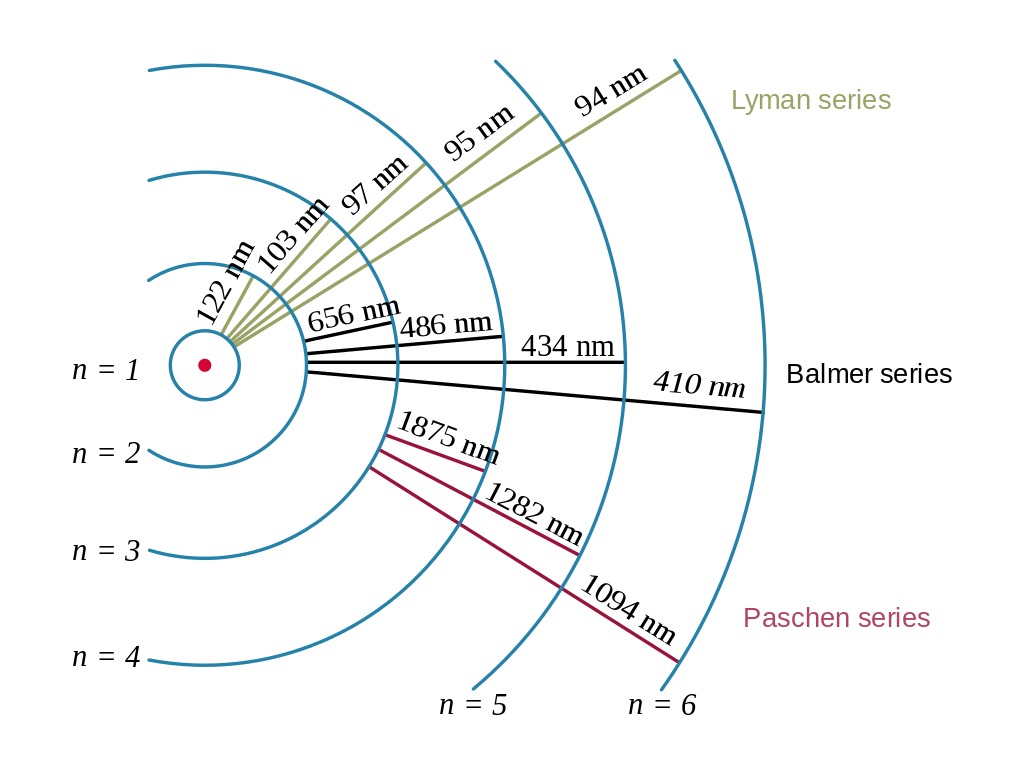 94 nm
Lyman series
95 nm
97 nm
103 nm
122 nm
656 nm
486 nm
434 nm
n = 1
410 nm
Balmer series
1875 nm
n = 2
1282 nm
n = 3
1094 nm
Paschen series
n = 4
n = 5
n = 6